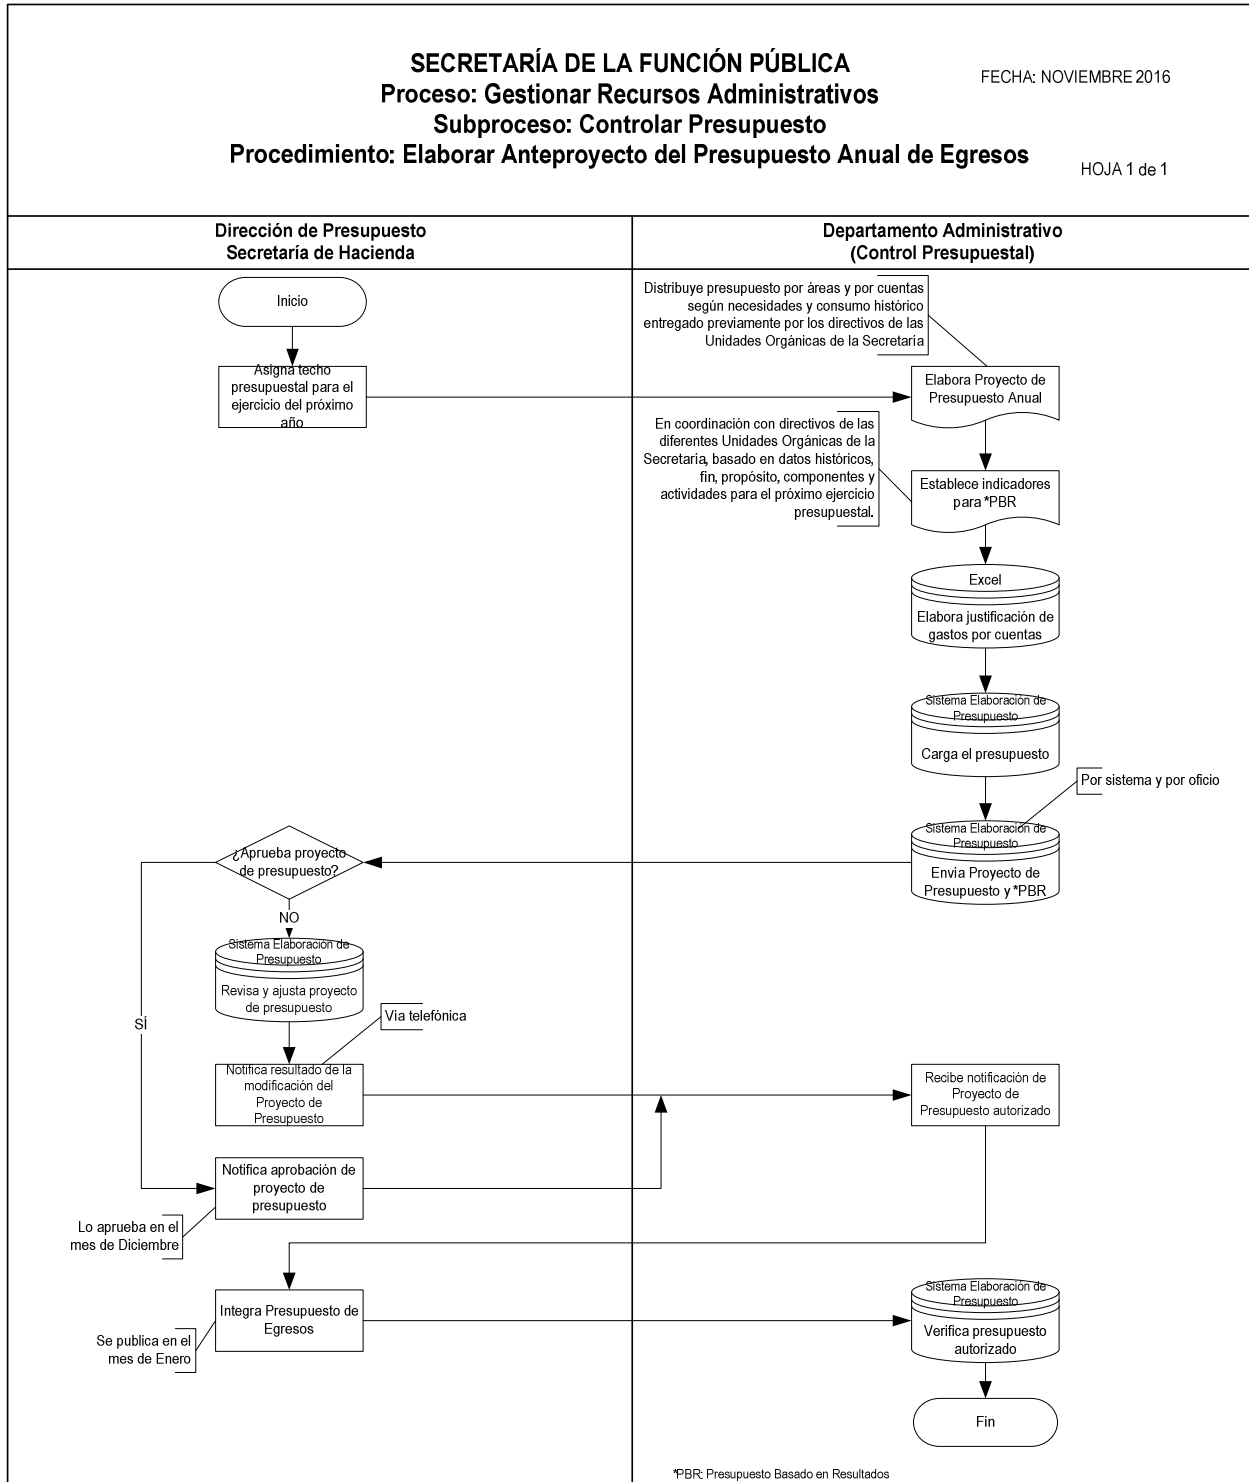 SECRETARÍA DE LA FUNCIÓN PÚBLICA
Proceso: Gestionar Recursos Administrativos
Subproceso: Controlar Presupuesto
Procedimiento: Elaborar Anteproyecto del Presupuesto Anual de Egresos
FECHA: NOVIEMBRE 2016
HOJA 1 de 1
Dirección de Presupuesto
Secretaría de Hacienda
Departamento Administrativo
(Control Presupuestal)
Inicio
Asigna techo
presupuestal para el
ejercicio del próximo
año
Distribuye presupuesto por áreas y por cuentas
según necesidades y consumo histórico
entregado previamente por los directivos de las
Unidades Orgánicas de la Secretaría
Elabora Proyecto de
Presupuesto Anual
En coordinación con directivos de las
diferentes Unidades Orgánicas de la
Secretaría, basado en datos históricos,
fin, propósito, componentes y
actividades para el próximo ejercicio
presupuestal.
Establece indicadores
para *PBR
Excel
Elabora justificación de
gastos por cuentas
Sistema Elaboración de
Presupuesto
Carga el presupuesto
Por sistema y por oficio
Sistema Elaboración de
Presupuesto
Envía Proyecto de
Presupuesto y *PBR
¿Aprueba proyecto
de presupuesto?
NO
SÍ
Sistema Elaboración de
Presupuesto
Revisa y ajusta proyecto
de presupuesto
Vía telefónica
Notifica resultado de la
modificación del
Proyecto de
Presupuesto
Recibe notificación de
Proyecto de
Presupuesto autorizado
Notifica aprobación de
proyecto de
presupuesto
Lo aprueba en el
mes de Diciembre
Integra Presupuesto de
Egresos
Se publica en el
mes de Enero
Sistema Elaboración de
Presupuesto
Verifica presupuesto
autorizado
Fin
*PBR: Presupuesto Basado en Resultados